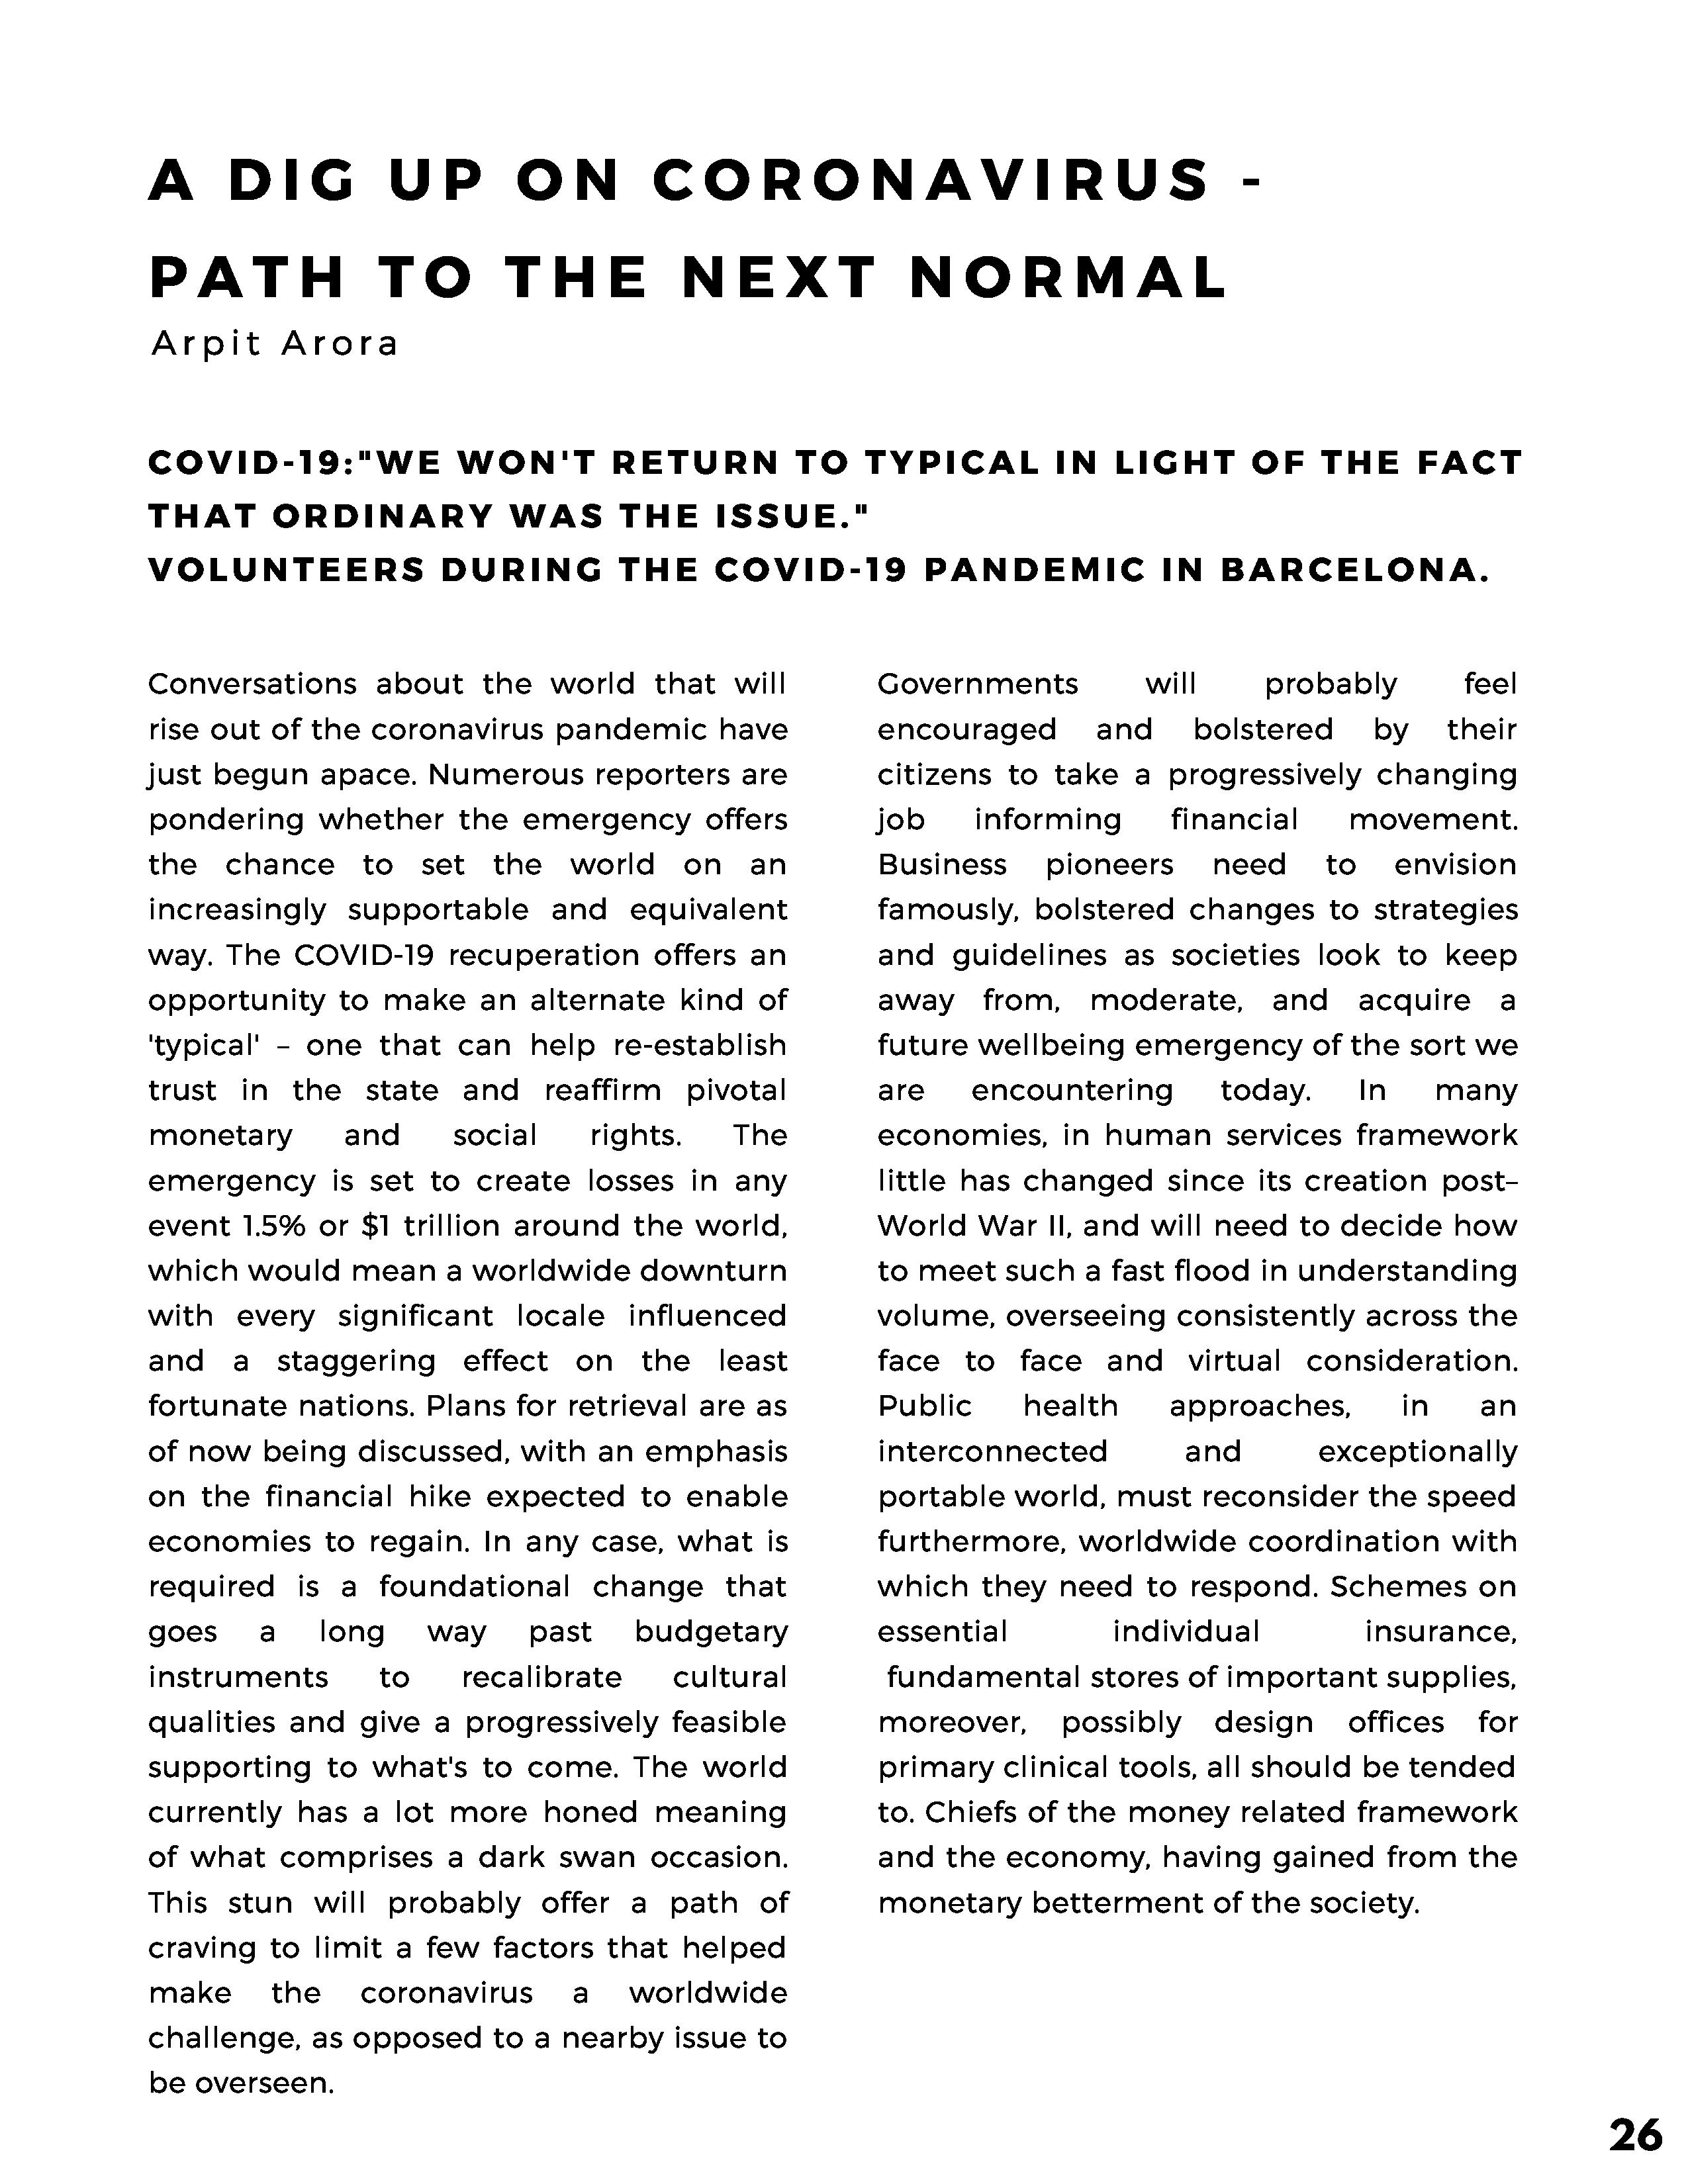 A DIG UP ON CORONAVIRUS -
PATH TO THE NEXT NORMAL
Arpit Arora
COVID-19:"WE WON'T RETURN TO TYPICAL IN LIGHT OF THE FACT
THAT ORDINARY WAS THE ISSUE."
VOLUNTEERS DURING THE COVID-19 PANDEMIC IN BARCELONA.
Conversations about the world that will
rise out of the coronavirus pandemic have
just begun apace. Numerous reporters are
pondering whether the emergency offers
the chance to set the world on an
increasingly supportable and equivalent
way. The COVID-19 recuperation offers an
opportunity to make an alternate kind of
'typical' – one that can help re-establish
trust in the state and reaffirm pivotal
monetary and social rights. The
emergency is set to create losses in any
event 1.5% or $1 trillion around the world,
which would mean a worldwide downturn
with every significant locale influenced
and a staggering effect on the least
fortunate nations. Plans for retrieval are as
of now being discussed, with an emphasis
on the financial hike expected to enable
economies to regain. In any case, what is
required is a foundational change that
goes a long way past budgetary
instruments to recalibrate cultural
qualities and give a progressively feasible
supporting to what's to come. The world
currently has a lot more honed meaning
of what comprises a dark swan occasion.
This stun will probably offer a path of
craving to limit a few factors that helped
make the coronavirus a worldwide
challenge, as opposed to a nearby issue to
be overseen.
Governments will probably feel
encouraged and bolstered by their
citizens to take a progressively changing
job informing financial movement.
Business pioneers need to envision
famously, bolstered changes to strategies
and guidelines as societies look to keep
away from, moderate, and acquire a
future wellbeing emergency of the sort we
are encountering today. In many
economies, in human services framework
little has changed since its creation post–
World War II, and will need to decide how
to meet such a fast flood in understanding
volume, overseeing consistently across the
face to face and virtual consideration.
Public health approaches, in an
interconnected and exceptionally
portable world, must reconsider the speed
furthermore, worldwide coordination with
which they need to respond. Schemes on
essential individual insurance,
fundamental stores of important supplies,
moreover, possibly design offices for
primary clinical tools, all should be tended
to. Chiefs of the money related framework
and the economy, having gained from the
monetary betterment of the society.
26